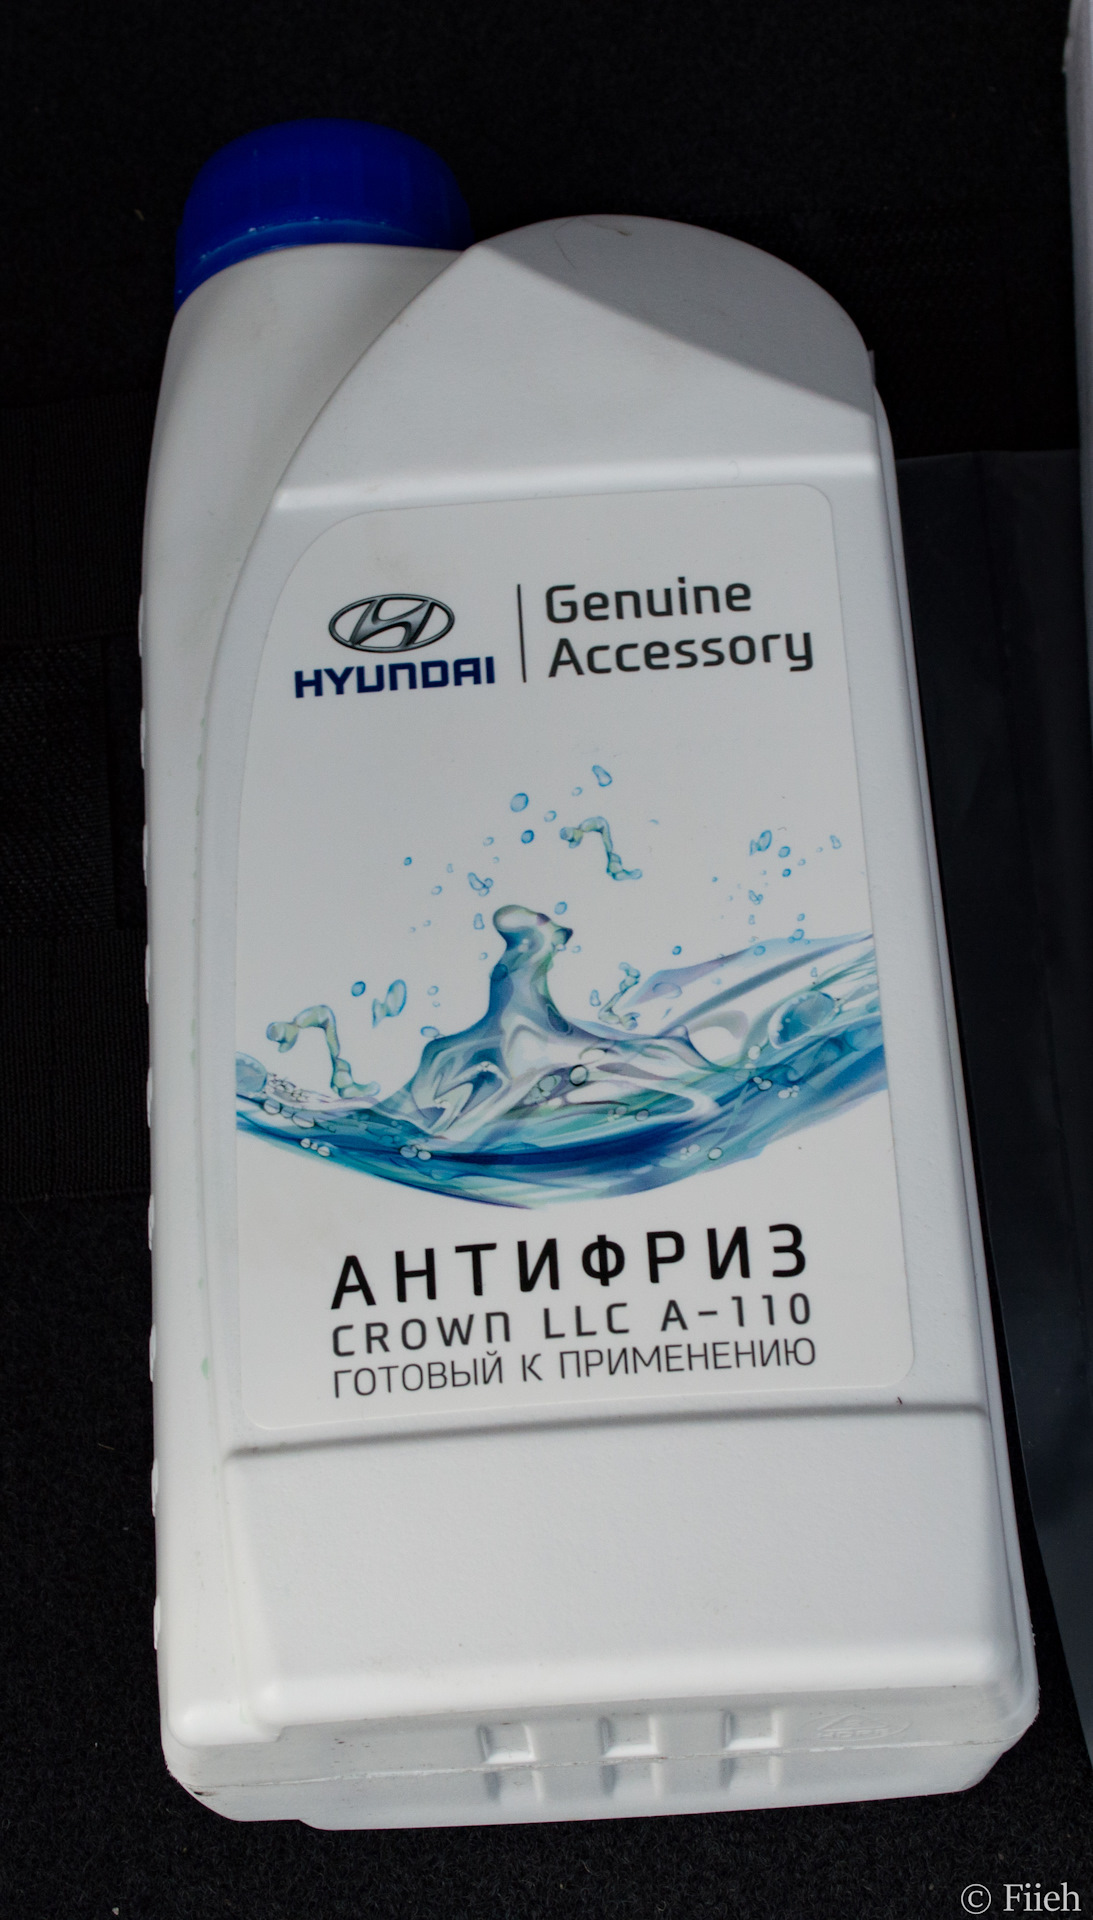 HYUNDAI
Genuine
Accessory
АНТИФРИЗ
CROWN LLC A-110
ГОТОВЫЙ К ПРИМЕНЕНИЮ
© Fiieh